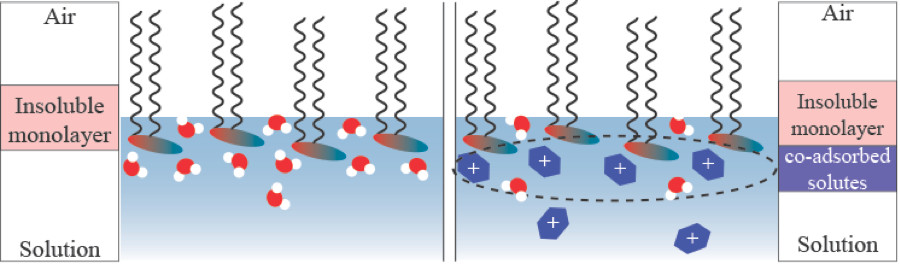 Air
Insoluble
monolayer
Solution
+
+
+
+
+
+
Air
Insoluble
monolayer
co-adsorbed
solutes
Solution